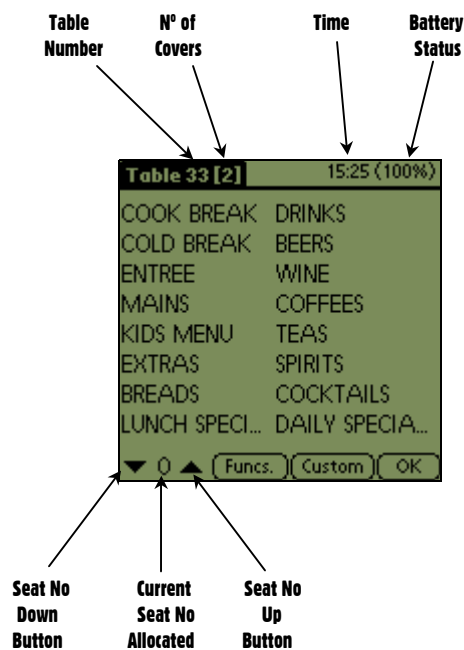 Table Nº of Time Battery
Number Covers Status
Table 33 [2] 15:25 (100%)
COOK BREAK DRINKS
COLD BREAK BEERS
ENTREE WINE
MAINS COFFEES
KIDS MENU TEAS
EXTRAS SPIRITS
BREADS COCKTAILS
LUNCH SPECI... DAILY SPECIA...
0 Funcs. Custom OK
Seat No Current Seat No
Down Seat No Up
Button Allocated Button